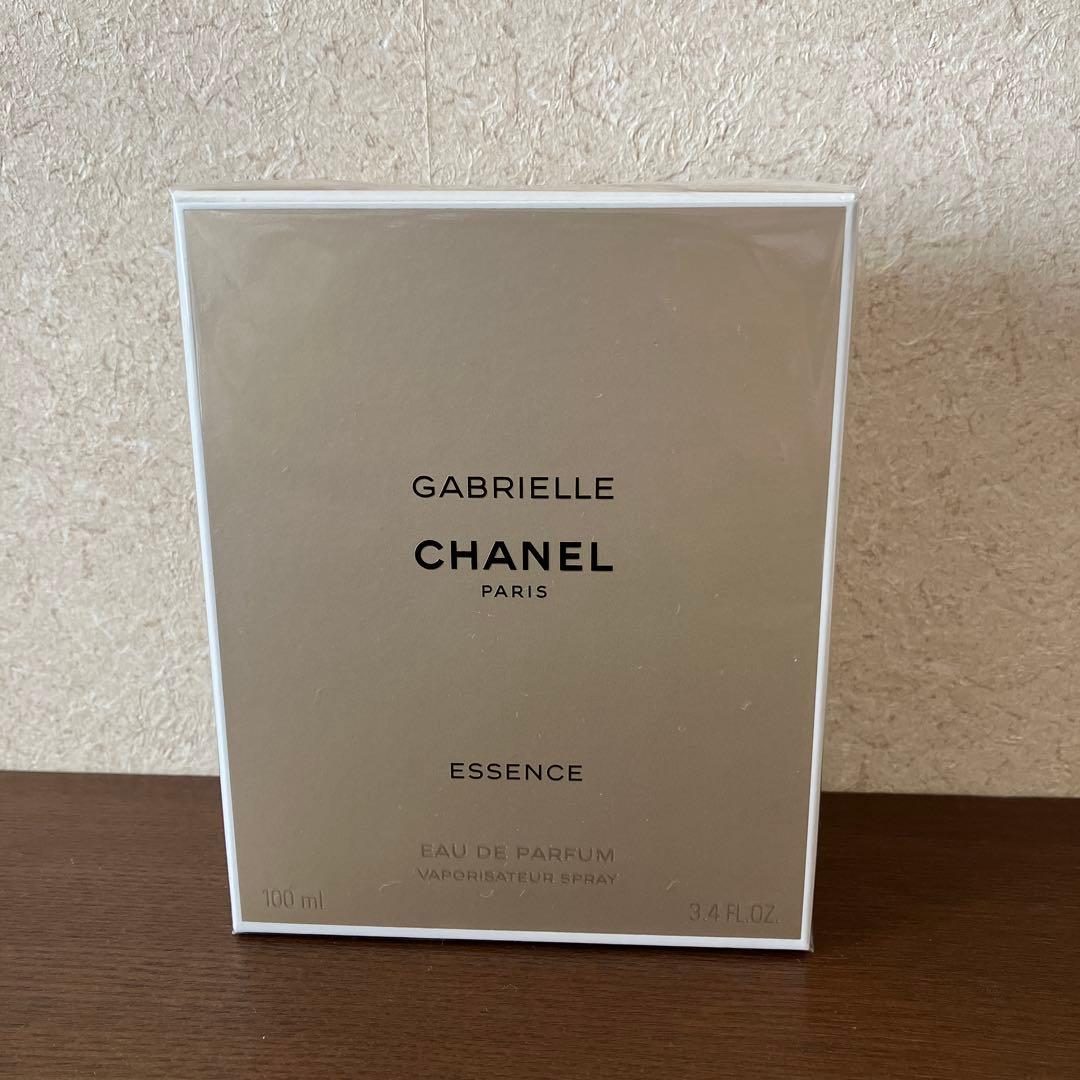 GABRIELLE
CHANEL
PARIS
ESSENCE
EAU DE PARFUM
VAPORISATEUR SPRAY
100 ml
3.4 FL.OZ.